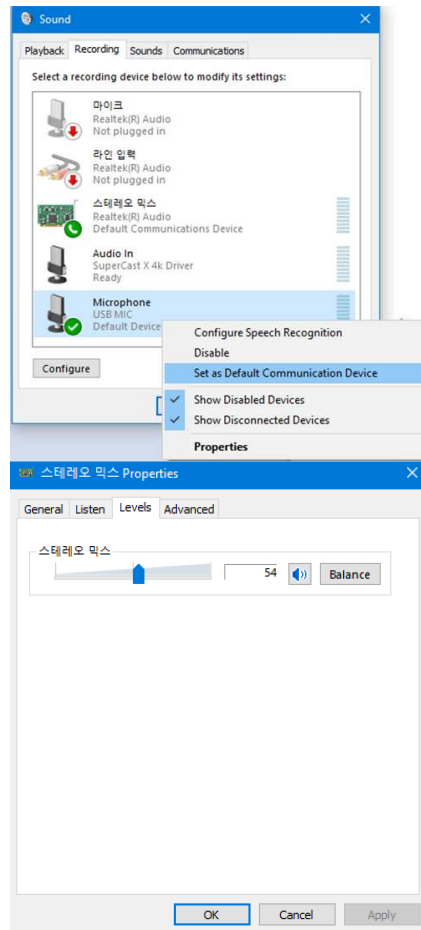 Sound
Playback Recording Sounds Communications
Select a recording device below to modify its settings:
마이크
Realtek(R) Audio
Not plugged in
라인 입력
Realtek(R) Audio
Not plugged in
스테레오 믹스
Realtek(R) Audio
Default Communications Device
Audio In
SuperCast X 4k Driver
Ready
Microphone
USB MIC
Default Device
Configure Speech Recognition
Disable
Configure
Set as Default Communication Device
Show Disabled Devices
Show Disconnected Devices
Properties
스테레오 믹스 Properties
General Listen Levels Advanced
스테레오 믹스
54 Balance
OK Cancel Apply